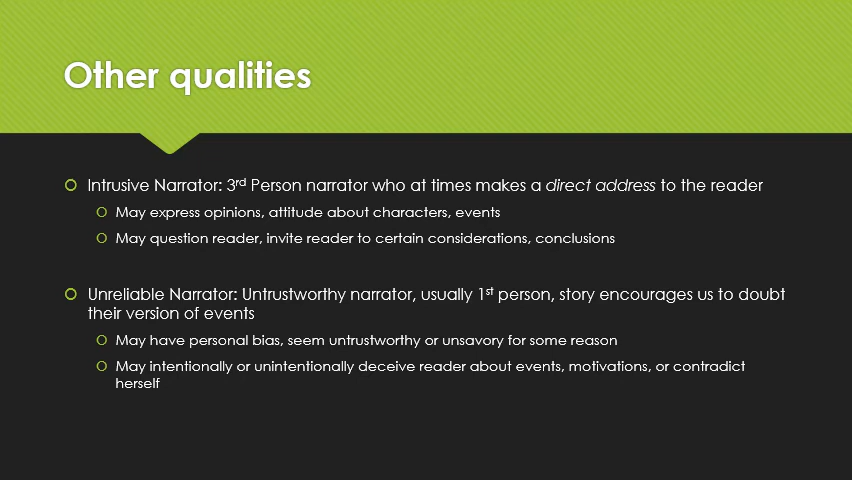 Other qualities
Intrusive Narrator: 3rd Person narrator who at times makes a direct address to the reader
May express opinions, attitude about characters, events
May question reader, invite reader to certain considerations, conclusions
Unreliable Narrator: Untrustworthy narrator, usually 1st person, story encourages us to doubt
their version of events
May have personal bias, seem untrustworthy or unsavory for some reason
May intentionally or unintentionally deceive reader about events, motivations, or contradict
herself